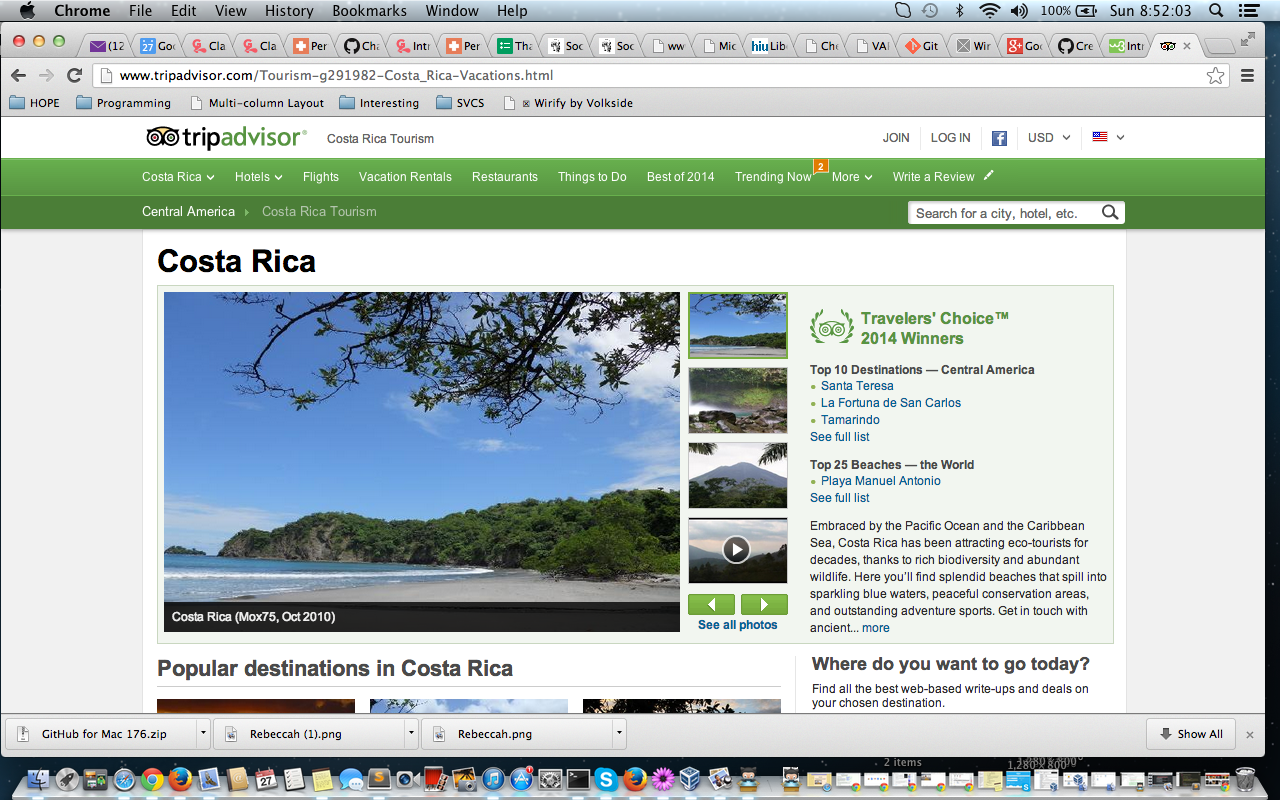 Chrome File Edit View History Bookmarks Window Help 100% Sun 8:52:03
(12 Goo Cla Cla Per Cha Intr Per Tha Soc Soc ww Mic hiu Lib Cho VAI Git Wir Goo Cre w3 Intr
www.tripadvisor.com/Tourism-g291982-Costa_Rica-Vacations.html
HOPE Programming Multi-column Layout Interesting SVCS Wirify by Volkside
tripadvisor Costa Rica Tourism JOIN LOG IN USD
2
Costa Rica Hotels Flights Vacation Rentals Restaurants Things to Do Best of 2014 Trending Now More Write a Review
Central America Costa Rica Tourism Search for a city, hotel, etc.
Costa Rica
Costa Rica (Mox75, Oct 2010)
See all photos
Travelers' Choice™
2014 Winners
Top 10 Destinations — Central America
Santa Teresa
La Fortuna de San Carlos
Tamarindo
See full list
Top 25 Beaches — the World
Playa Manuel Antonio
See full list
Embraced by the Pacific Ocean and the Caribbean
Sea, Costa Rica has been attracting eco-tourists for
decades, thanks to rich biodiversity and abundant
wildlife. Here you'll find splendid beaches that spill into
sparkling blue waters, peaceful conservation areas,
and outstanding adventure sports. Get in touch with
ancient... more
Popular destinations in Costa Rica
Where do you want to go today?
Find all the best web-based write-ups and deals on
your chosen destination.
GitHub for Mac 176.zip Rebeccah (1).png Rebeccah.png Show All
2 items
1,280×800
27